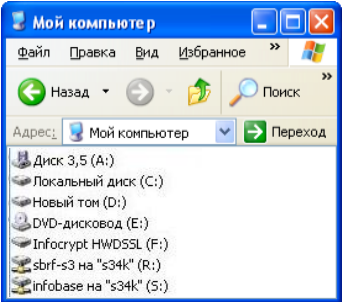 Мой компьютер
Файл Правка Вид Избранное »
Назад Поиск »
Адрес: Мой компьютер Переход
Диск 3,5 (A:)
Локальный диск (C:)
Новый том (D:)
DVD-дисковод (E:)
Infocrypt HWDSSL (F:)
sbrf-s3 на "s34k" (R:)
infobase на "s34k" (S:)